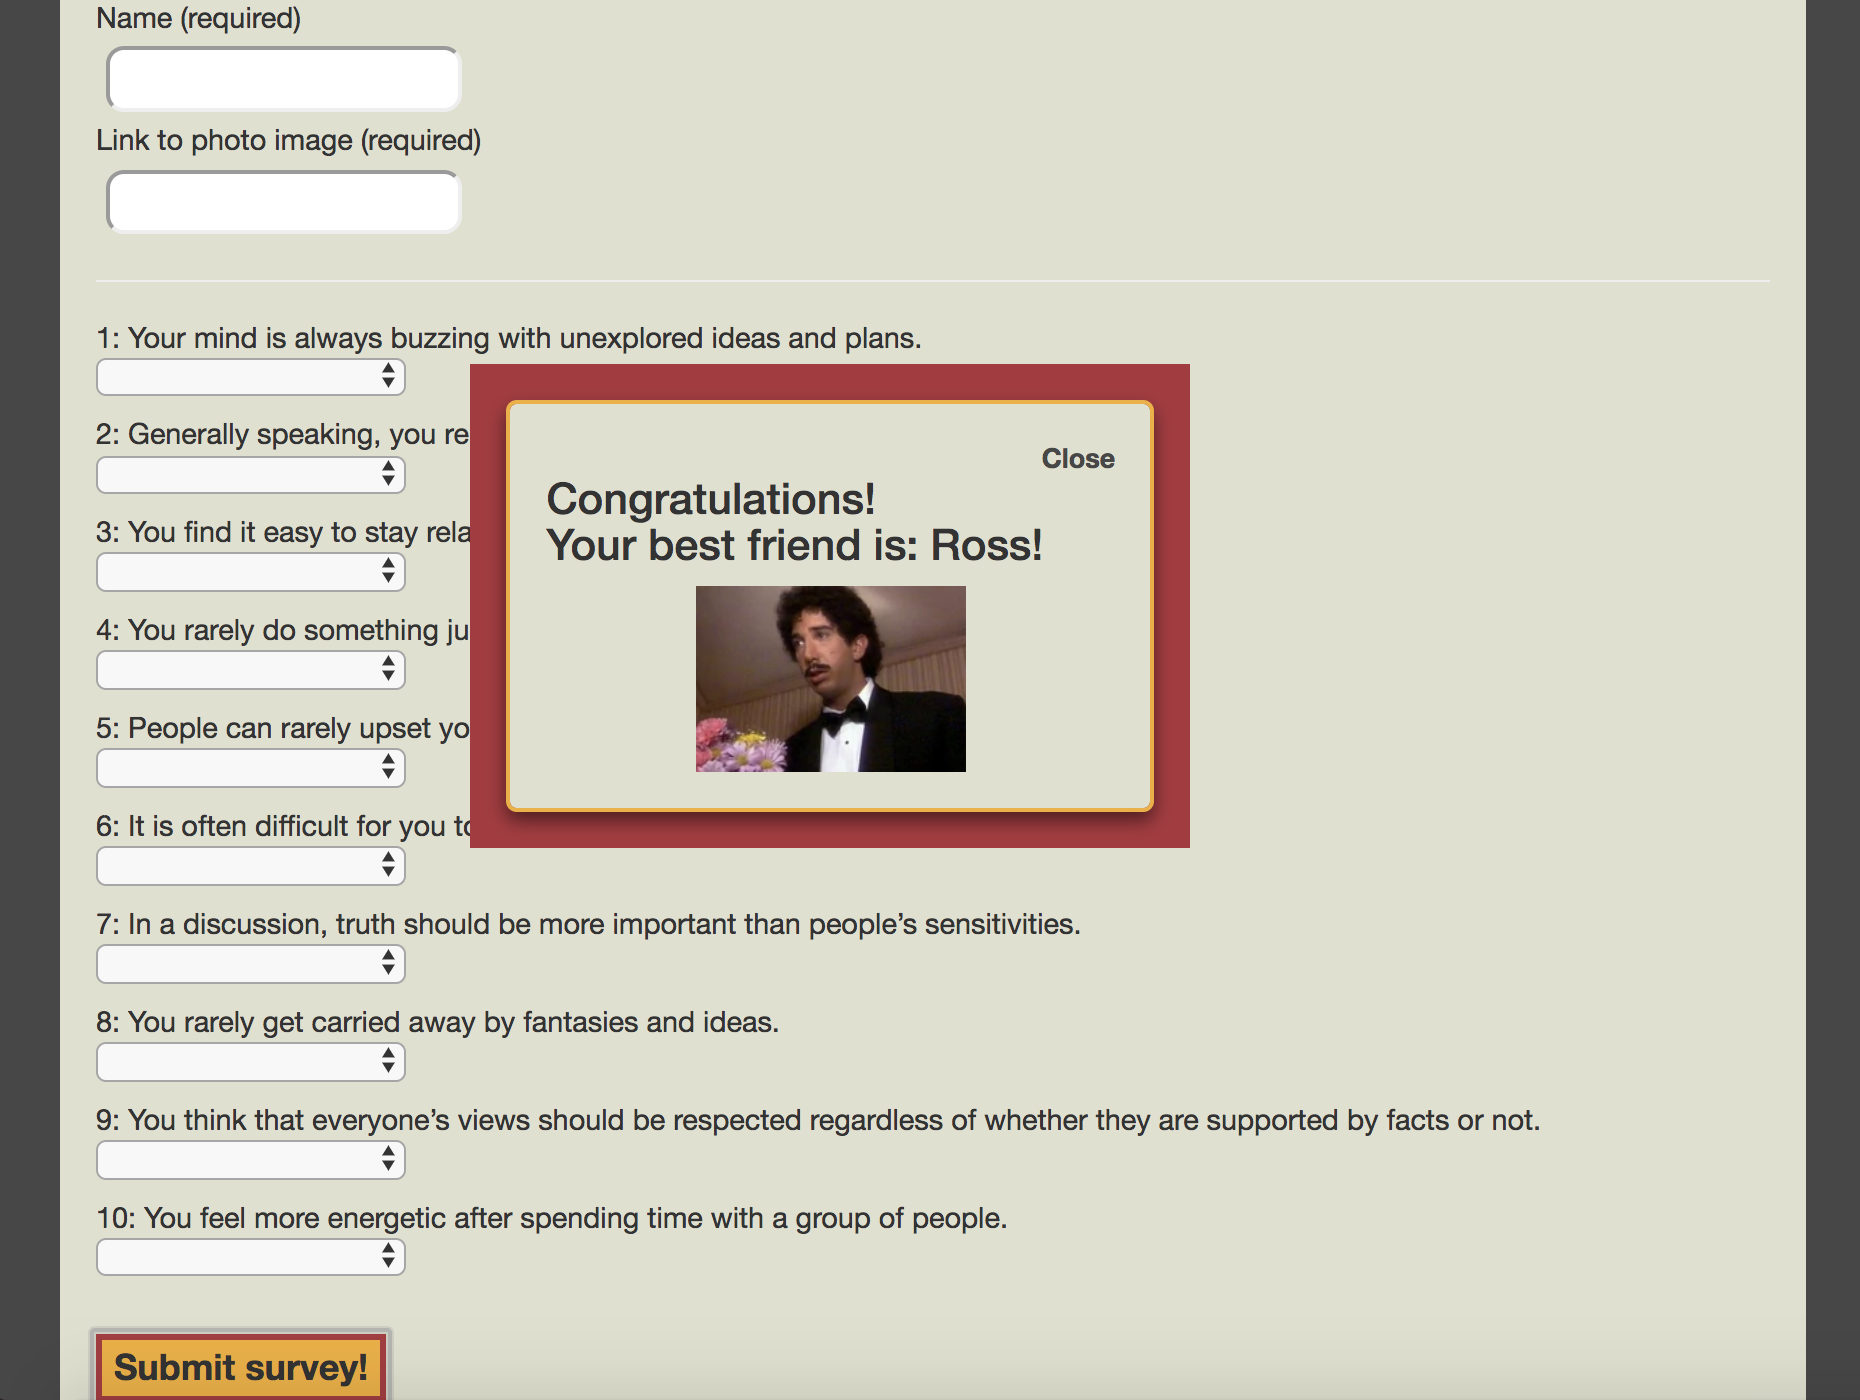 Name (required)
Link to photo image (required)
1: Your mind is always buzzing with unexplored ideas and plans.
2: Generally speaking, you re
3: You find it easy to stay rela
4: You rarely do something ju
5: People can rarely upset yo
6: It is often difficult for you to
Close
Congratulations!
Your best friend is: Ross!
7: In a discussion, truth should be more important than people’s sensitivities.
8: You rarely get carried away by fantasies and ideas.
9: You think that everyone’s views should be respected regardless of whether they are supported by facts or not.
10: You feel more energetic after spending time with a group of people.
Submit survey!